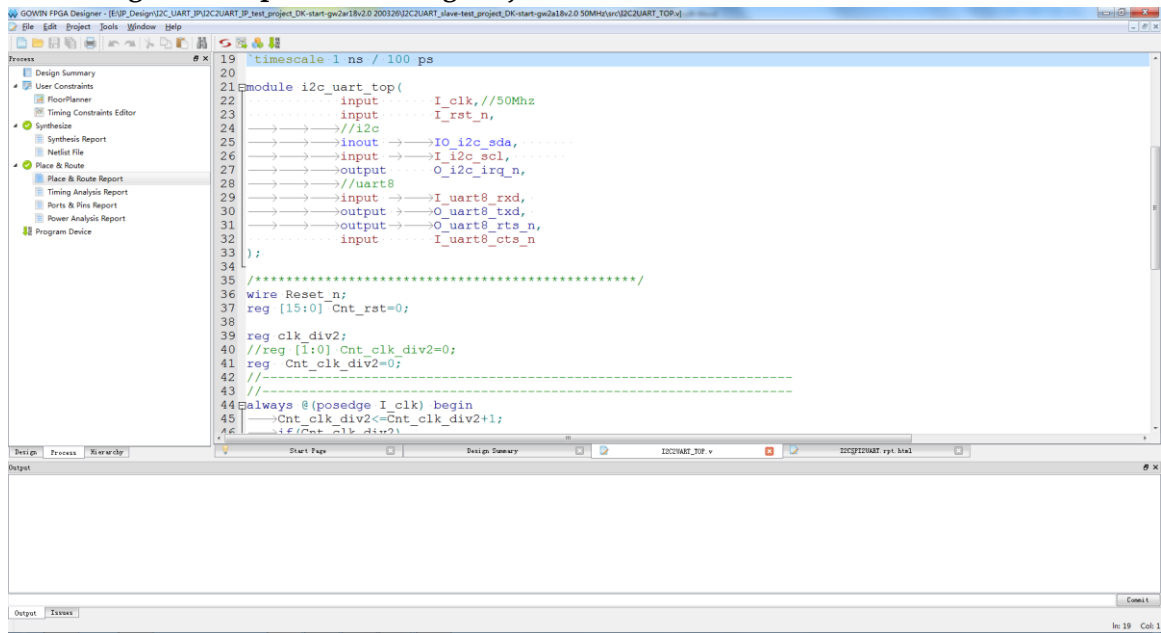 GOWIN FPGA Designer - [E:\IP_Design\I2C_UART_IP\I2C2UART_IP_test_project_DK-start-gw2ar18v2.0 200326\I2C2UART_slave-test_project_DK-start-gw2a18v2.0 50MHz\src\I2C2UART_TOP.v]
File Edit Project Tools Window Help
Process
Design Summary
User Constraints
FloorPlanner
Timing Constraints Editor
Synthesize
Synthesis Report
Netlist File
Place & Route
Place & Route Report
Timing Analysis Report
Ports & Pins Report
Power Analysis Report
Program Device
19 `timescale 1 ns / 100 ps
20
21 module i2c_uart_top(
22 input I_clk,//50Mhz
23 input I_rst_n,
24 //i2c
25 inout IO_i2c_sda,
26 input I_i2c_scl,
27 output O_i2c_irq_n,
28 //uart8
29 input I_uart8_rxd,
30 output O_uart8_txd,
31 output O_uart8_rts_n,
32 input I_uart8_cts_n
33 );
34
35 /*************************************************/
36 wire Reset_n;
37 reg [15:0] Cnt_rst=0;
38
39 reg clk_div2;
40 //reg [1:0] Cnt_clk_div2=0;
41 reg Cnt_clk_div2=0;
42 //--------------------------------------------------------------------
43 //--------------------------------------------------------------------
44 always @(posedge I_clk) begin
45 Cnt_clk_div2<=Cnt_clk_div2+1;
46 if(Cnt_clk_div2)
Design Process Hierarchy
Start Page Design Summary I2C2UART_TOP.v I2CSPI2UART.rpt.html
Output
Commit
Output Issues
In: 19 Col: 1